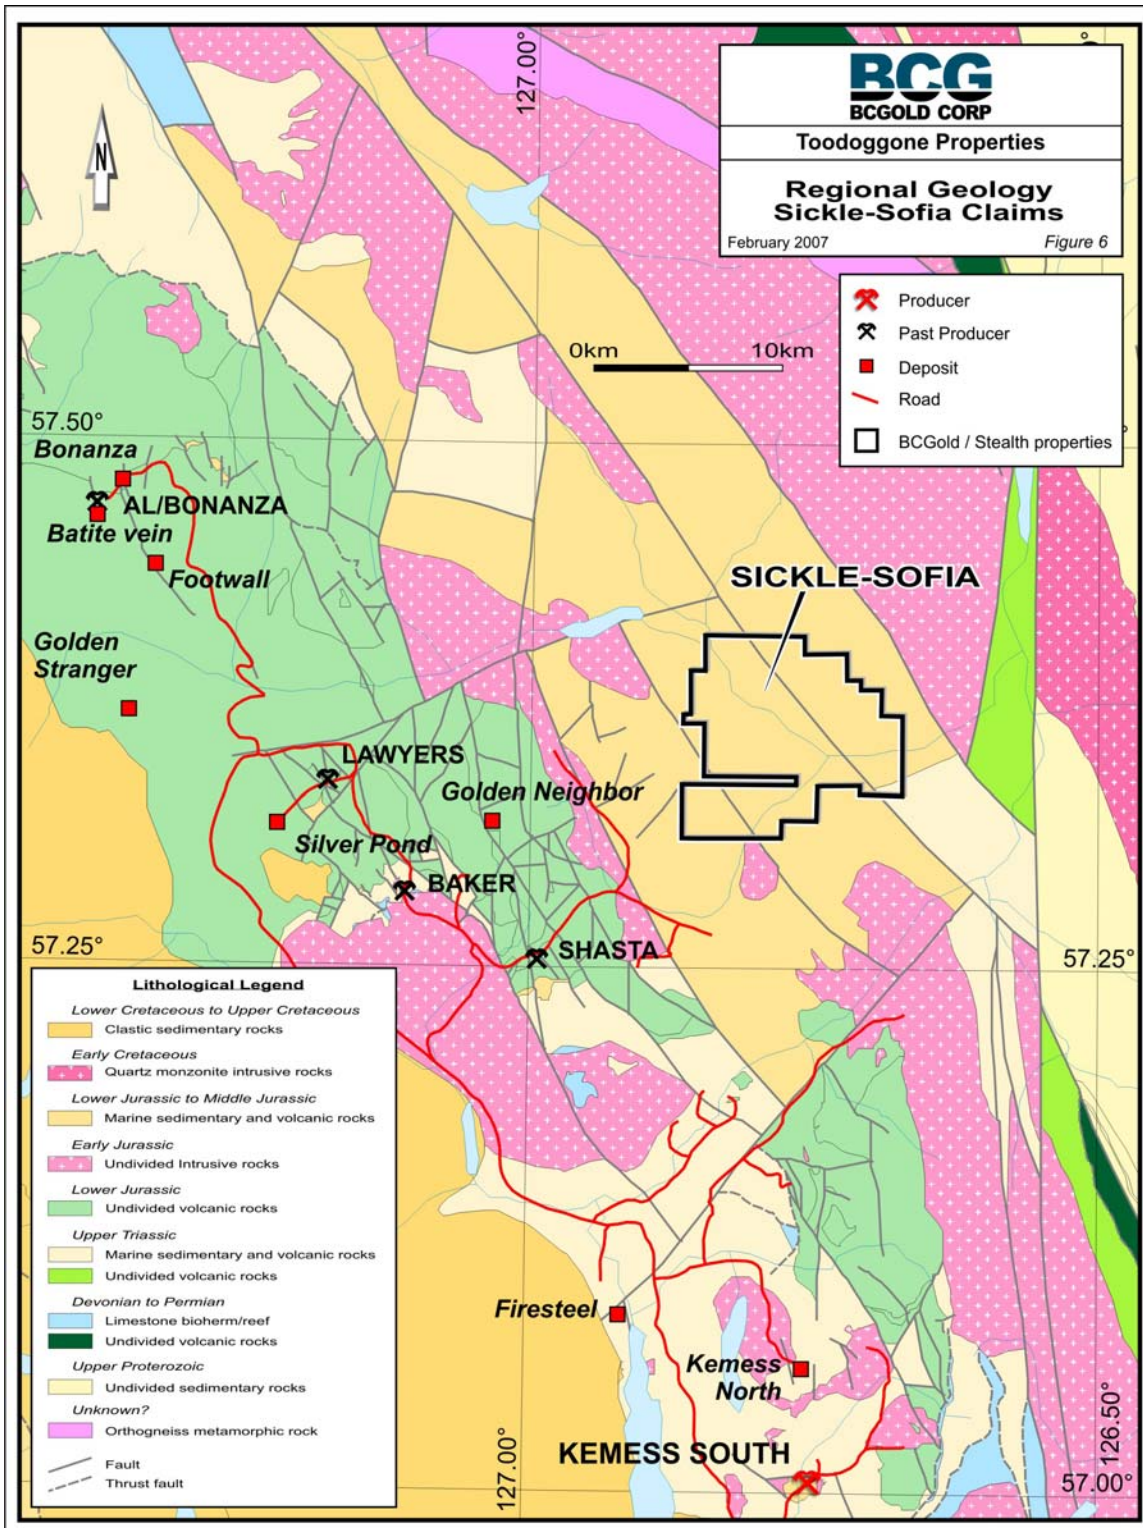 BCG
BCGOLD CORP
Toodoggone Properties
Regional Geology
Sickle-Sofia Claims
February 2007
Figure 6
N
127.00°
Producer
Past Producer
Deposit
Road
BCGold / Stealth properties
0km
10km
57.50°
Bonanza
AL/BONANZA
Batite vein
Footwall
SICKLE-SOFIA
Golden
Stranger
LAWYERS
Golden Neighbor
Silver Pond
BAKER
SHASTA
57.25°
57.25°
Lithological Legend
Lower Cretaceous to Upper Cretaceous
Clastic sedimentary rocks
Early Cretaceous
Quartz monzonite intrusive rocks
Lower Jurassic to Middle Jurassic
Marine sedimentary and volcanic rocks
Early Jurassic
Undivided Intrusive rocks
Lower Jurassic
Undivided volcanic rocks
Upper Triassic
Marine sedimentary and volcanic rocks
Undivided volcanic rocks
Devonian to Permian
Limestone bioherm/reef
Undivided volcanic rocks
Upper Proterozoic
Undivided sedimentary rocks
Unknown?
Orthogneiss metamorphic rock
Fault
Thrust fault
Firesteel
Kemess
North
KEMESS SOUTH
127.00°
126.50°
57.00°